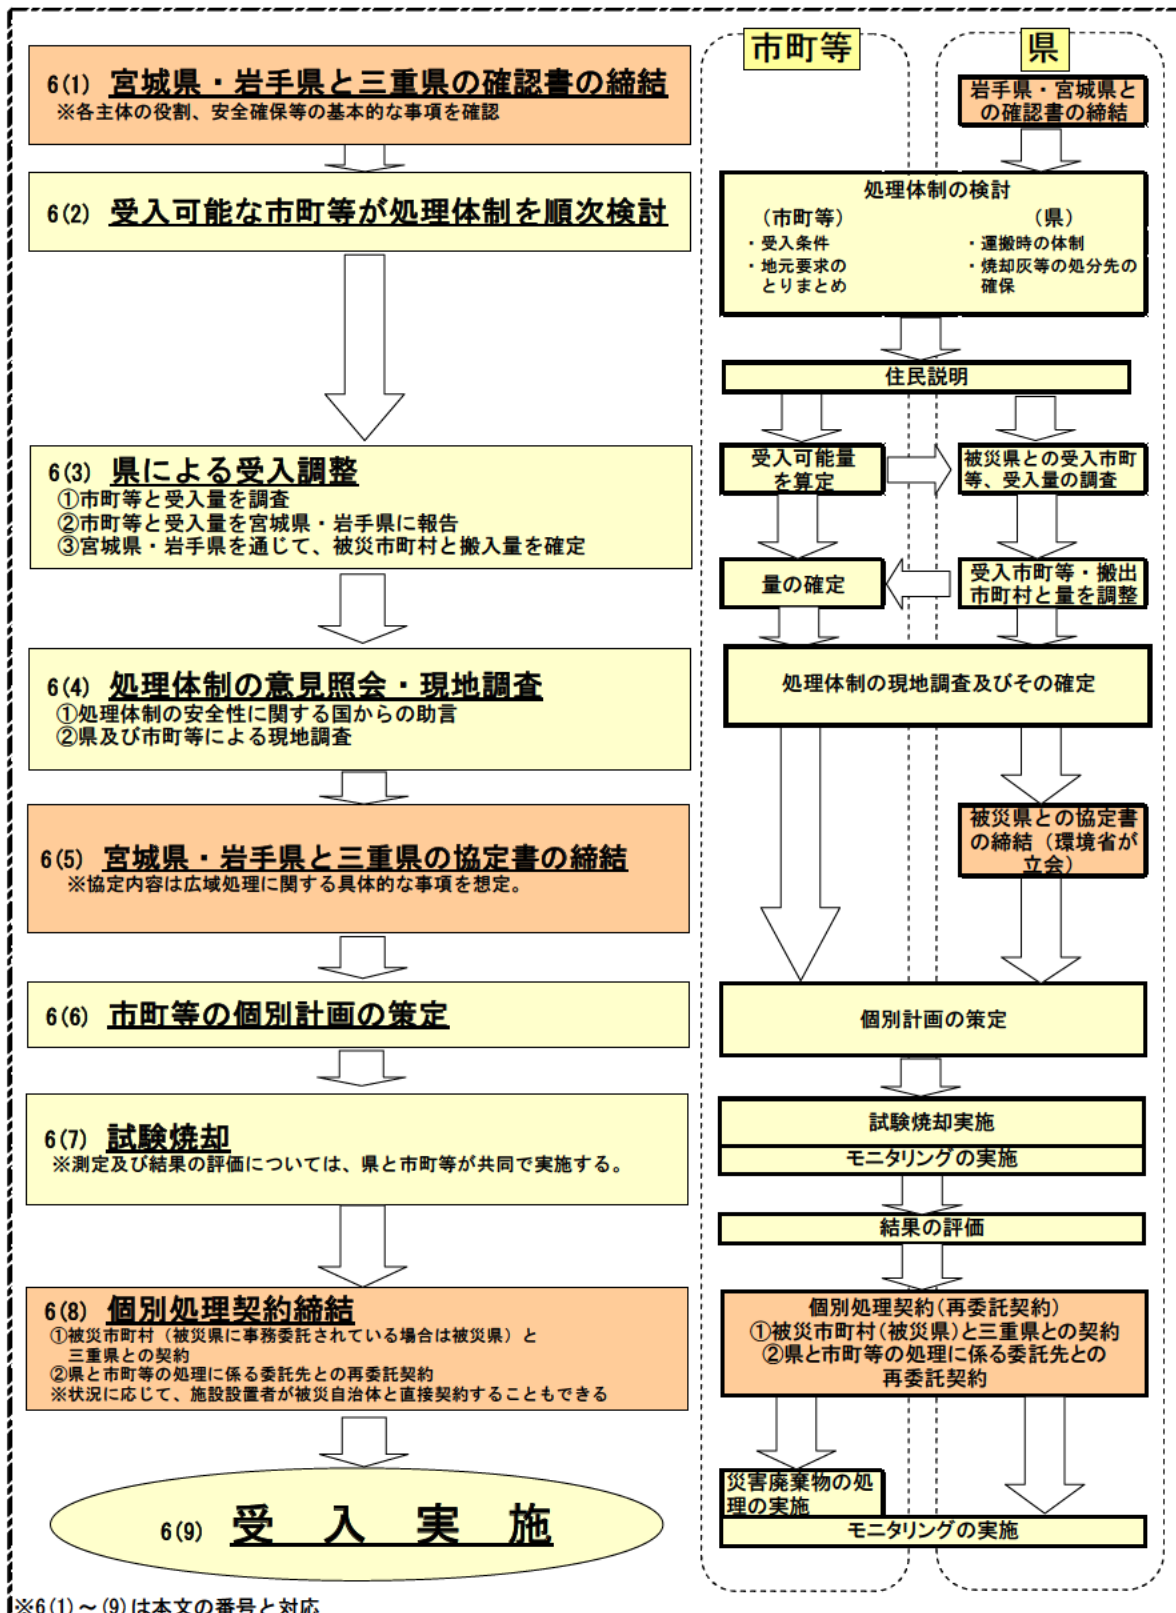 6(1) 宮城県・岩手県と三重県の確認書の締結
※各主体の役割、安全確保等の基本的な事項を確認
6(2) 受入可能な市町等が処理体制を順次検討
6(3) 県による受入調整
①市町等と受入量を調査
②市町等と受入量を宮城県・岩手県に報告
③宮城県・岩手県を通じて、被災市町村と搬入量を確定
6(4) 処理体制の意見照会・現地調査
①処理体制の安全性に関する国からの助言
②県及び市町等による現地調査
6(5) 宮城県・岩手県と三重県の協定書の締結
※協定内容は広域処理に関する具体的な事項を想定。
6(6) 市町等の個別計画の策定
6(7) 試験焼却
※測定及び結果の評価については、県と市町等が共同で実施する。
6(8) 個別処理契約締結
①被災市町村（被災県に事務委託されている場合は被災県）と
三重県との契約
②県と市町等の処理に係る委託先との再委託契約
※状況に応じて、施設設置者が被災自治体と直接契約することもできる
6(9) 受 入 実 施
市町等
県
岩手県・宮城県と
の確認書の締結
処理体制の検討
（市町等）
・受入条件
・地元要求の
とりまとめ
（県）
・運搬時の体制
・焼却灰等の処分先の
確保
住民説明
受入可能量
を算定
被災県との受入市町
等、受入量の調査
量の確定
受入市町等・搬出
市町村と量を調整
処理体制の現地調査及びその確定
被災県との協定書
の締結（環境省が
立会）
個別計画の策定
試験焼却実施
モニタリングの実施
結果の評価
個別処理契約(再委託契約)
①被災市町村(被災県)と三重県との契約
②県と市町等の処理に係る委託先との
再委託契約
災害廃棄物の処
理の実施
モニタリングの実施
※6(1)～(9)は本文の番号と対応